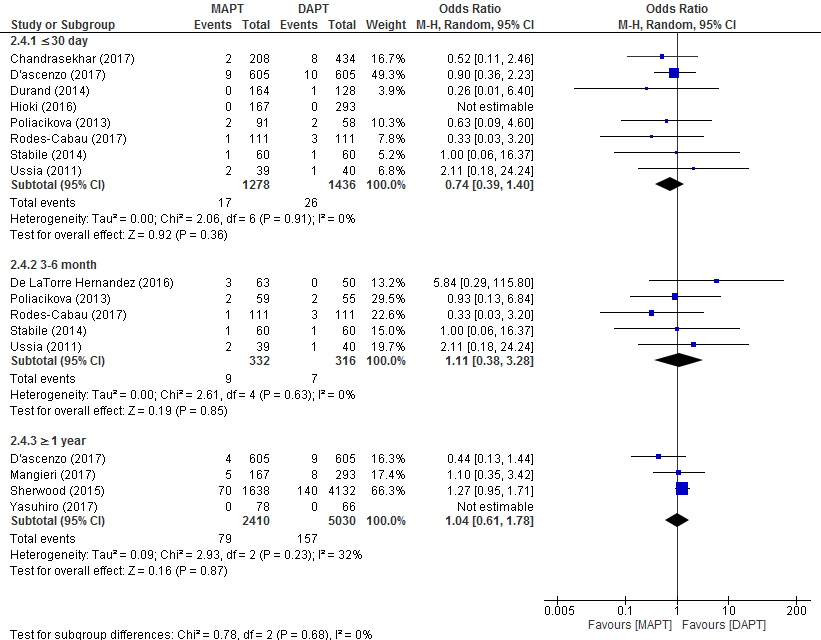 MAPT DAPT Odds Ratio Odds Ratio
Study or Subgroup Events Total Events Total Weight M-H, Random, 95% CI M-H, Random, 95% CI
2.4.1 ≤30 day
Chandrasekhar (2017) 2 208 8 434 16.7% 0.52 [0.11, 2.46]
D'ascenzo (2017) 9 605 10 605 49.3% 0.90 [0.36, 2.23]
Durand (2014) 0 164 1 128 3.9% 0.26 [0.01, 6.40]
Hioki (2016) 0 167 0 293 Not estimable
Poliacikova (2013) 2 91 2 58 10.3% 0.63 [0.09, 4.60]
Rodes-Cabau (2017) 1 111 3 111 7.8% 0.33 [0.03, 3.20]
Stabile (2014) 1 60 1 60 5.2% 1.00 [0.06, 16.37]
Ussia (2011) 2 39 1 40 6.8% 2.11 [0.18, 24.24]
Subtotal (95% CI) 1278 1436 100.0% 0.74 [0.39, 1.40]
Total events 17 26
Heterogeneity: Tau² = 0.00; Chi² = 2.06, df = 6 (P = 0.91); I² = 0%
Test for overall effect: Z = 0.92 (P = 0.36)
2.4.2 3-6 month
De LaTorre Hernandez (2016) 3 63 0 50 13.2% 5.84 [0.29, 115.80]
Poliacikova (2013) 2 59 2 55 29.5% 0.93 [0.13, 6.84]
Rodes-Cabau (2017) 1 111 3 111 22.6% 0.33 [0.03, 3.20]
Stabile (2014) 1 60 1 60 15.0% 1.00 [0.06, 16.37]
Ussia (2011) 2 39 1 40 19.7% 2.11 [0.18, 24.24]
Subtotal (95% CI) 332 316 100.0% 1.11 [0.38, 3.28]
Total events 9 7
Heterogeneity: Tau² = 0.00; Chi² = 2.61, df = 4 (P = 0.63); I² = 0%
Test for overall effect: Z = 0.19 (P = 0.85)
2.4.3 ≥1 year
D'ascenzo (2017) 4 605 9 605 16.3% 0.44 [0.13, 1.44]
Mangieri (2017) 5 167 8 293 17.4% 1.10 [0.35, 3.42]
Sherwood (2015) 70 1638 140 4132 66.3% 1.27 [0.95, 1.71]
Yasuhiro (2017) 0 78 0 66 Not estimable
Subtotal (95% CI) 2410 5030 100.0% 1.04 [0.61, 1.78]
Total events 79 157
Heterogeneity: Tau² = 0.09; Chi² = 2.93, df = 2 (P = 0.23); I² = 32%
Test for overall effect: Z = 0.16 (P = 0.87)
0.005 0.1 1 10 200
Favours [MAPT] Favours [DAPT]
Test for subgroup differences: Chi² = 0.78, df = 2 (P = 0.68), I² = 0%